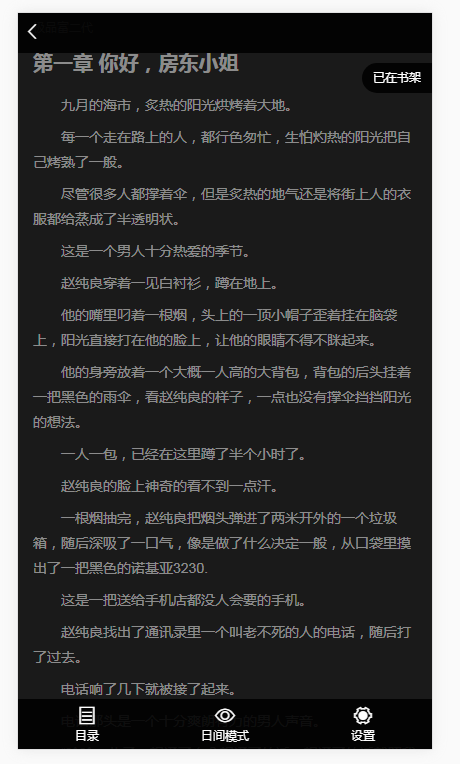 第一章 你好，房东小姐
已在书架
九月的海市，炙热的阳光烘烤着大地。
每一个走在路上的人，都行色匆忙，生怕灼热的阳光把自
己烤熟了一般。
尽管很多人都撑着伞，但是炙热的地气还是将街上人的衣
服都给蒸成了半透明状。
这是一个男人十分热爱的季节。
赵纯良穿着一见白衬衫，蹲在地上。
他的嘴里叼着一根烟，头上的一顶小帽子歪着挂在脑袋
上，阳光直接打在他的脸上，让他的眼睛不得不眯起来。
他的身旁放着一个大概一人高的大背包，背包的后头挂着
一把黑色的雨伞，看赵纯良的样子，一点也没有撑伞挡挡阳光
的想法。
一人一包，已经在这里蹲了半个小时了。
赵纯良的脸上神奇的看不到一点汗。
一根烟抽完，赵纯良把烟头弹进了两米开外的一个垃圾
箱，随后深吸了一口气，像是做了什么决定一般，从口袋里摸
出了一把黑色的诺基亚3230.
这是一把送给手机店都没人会要的手机。
赵纯良找出了通讯录里一个叫老不死的人的电话，随后打
了过去。
电话响了几下就被接了起来。
目录
日间模式
设置